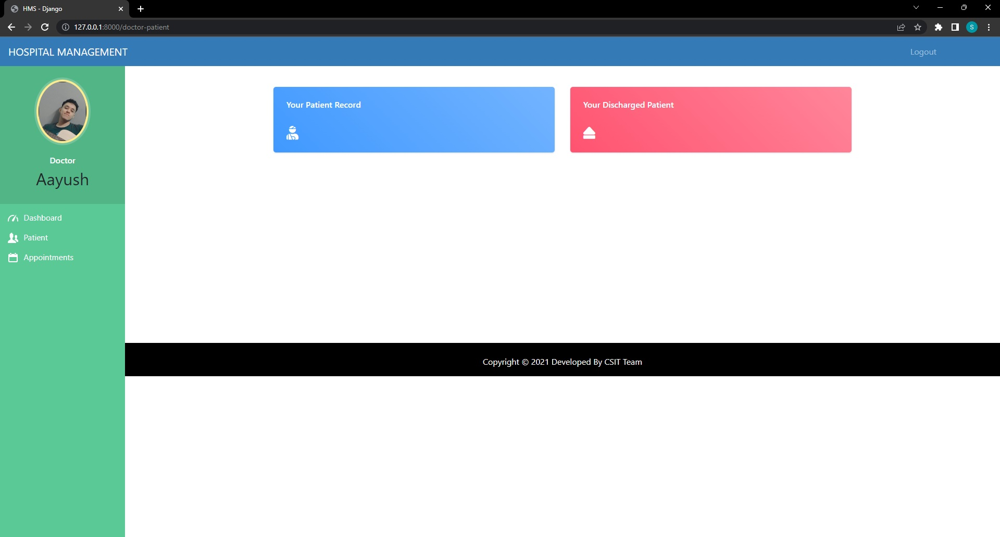 HMS - Django
127.0.0.1:8000/doctor-patient
S
HOSPITAL MANAGEMENT
Logout
Doctor
Aayush
Dashboard
Patient
Appointments
Your Patient Record
Your Discharged Patient
Copyright © 2021 Developed By CSIT Team